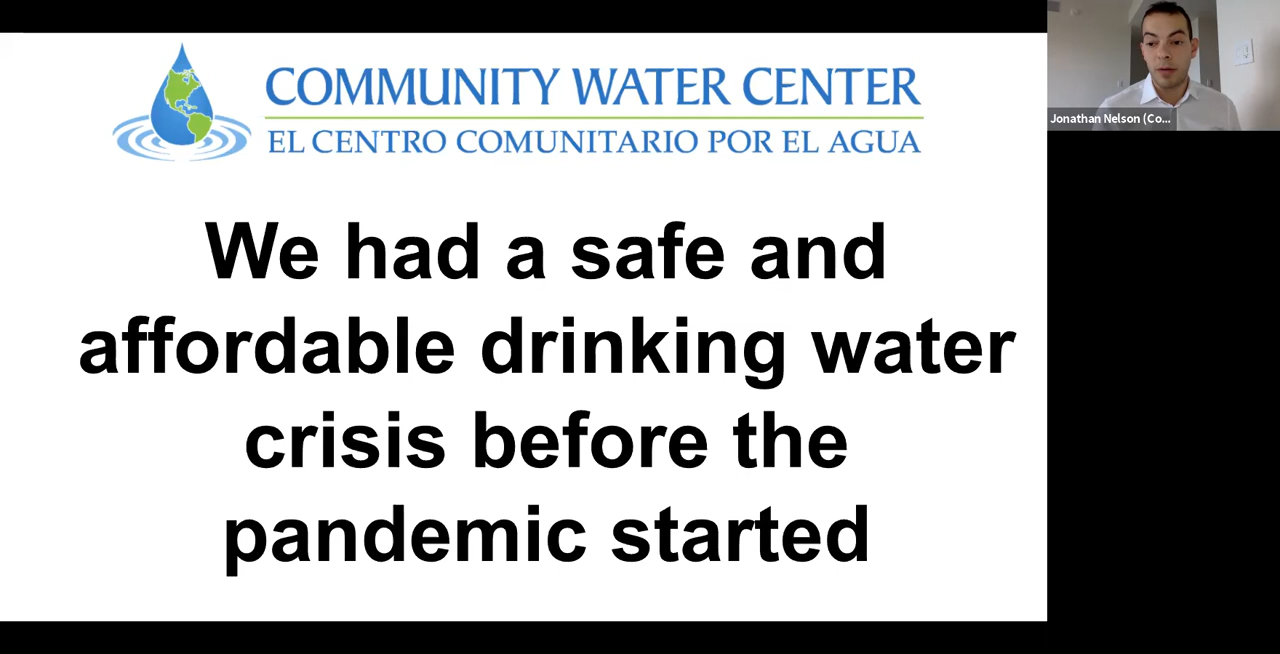 COMMUNITY WATER CENTER
EL CENTRO COMUNITARIO POR EL AGUA
We had a safe and
affordable drinking water
crisis before the
pandemic started
Jonathan Nelson (Co...